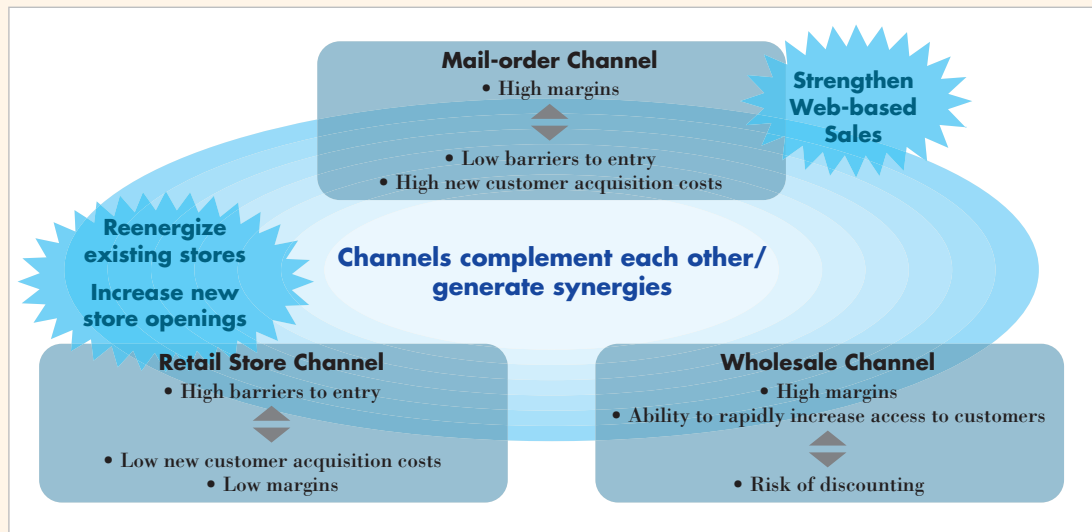 Mail-order Channel
• High margins
• Low barriers to entry
• High new customer acquisition costs
Strengthen
Web-based
Sales
Reenergize
existing stores
Increase new
store openings
Channels complement each other/
generate synergies
Retail Store Channel
• High barriers to entry
• Low new customer acquisition costs
• Low margins
Wholesale Channel
• High margins
• Ability to rapidly increase access to customers
• Risk of discounting